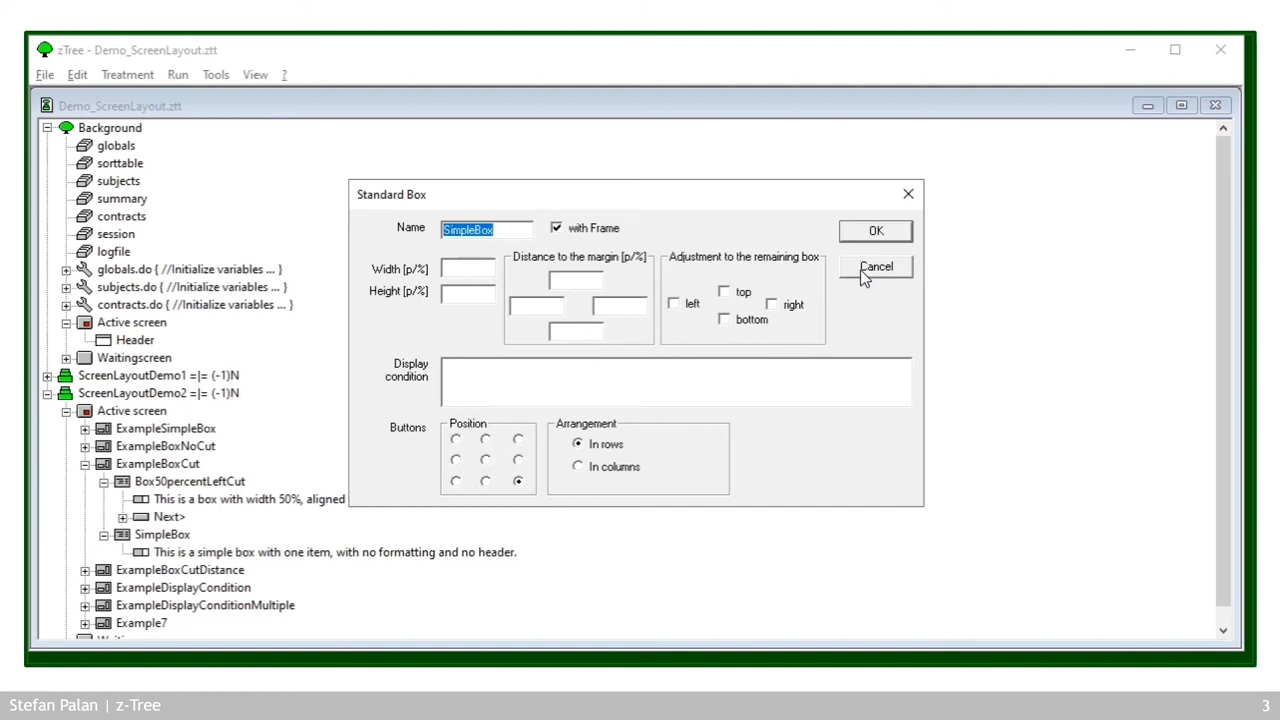 zTree - Demo_ScreenLayout.ztt
File Edit Treatment Run Tools View ?
Demo_ScreenLayout.ztt
Background
globals
sorttable
subjects
summary
contracts
session
logfile
globals.do { //Initialize variables ... }
subjects.do { //Initialize variables ... }
contracts.do { //Initialize variables ... }
Active screen
Header
Waitingscreen
ScreenLayoutDemo1 =|= (-1)N
ScreenLayoutDemo2 =|= (-1)N
Active screen
ExampleSimpleBox
ExampleBoxNoCut
ExampleBoxCut
Box50percentLeftCut
This is a box with width 50%, aligned
Next>
SimpleBox
This is a simple box with one item, with no formatting and no header.
ExampleBoxCutDistance
ExampleDisplayCondition
ExampleDisplayConditionMultiple
Example7
Standard Box
Name SimpleBox with Frame OK
Width [p/%] Distance to the margin [p/%] Adjustment to the remaining box Cancel
Height [p/%]
top
left right
bottom
Display
condition
Buttons Position Arrangement
In rows
In columns
Stefan Palan | z-Tree 3